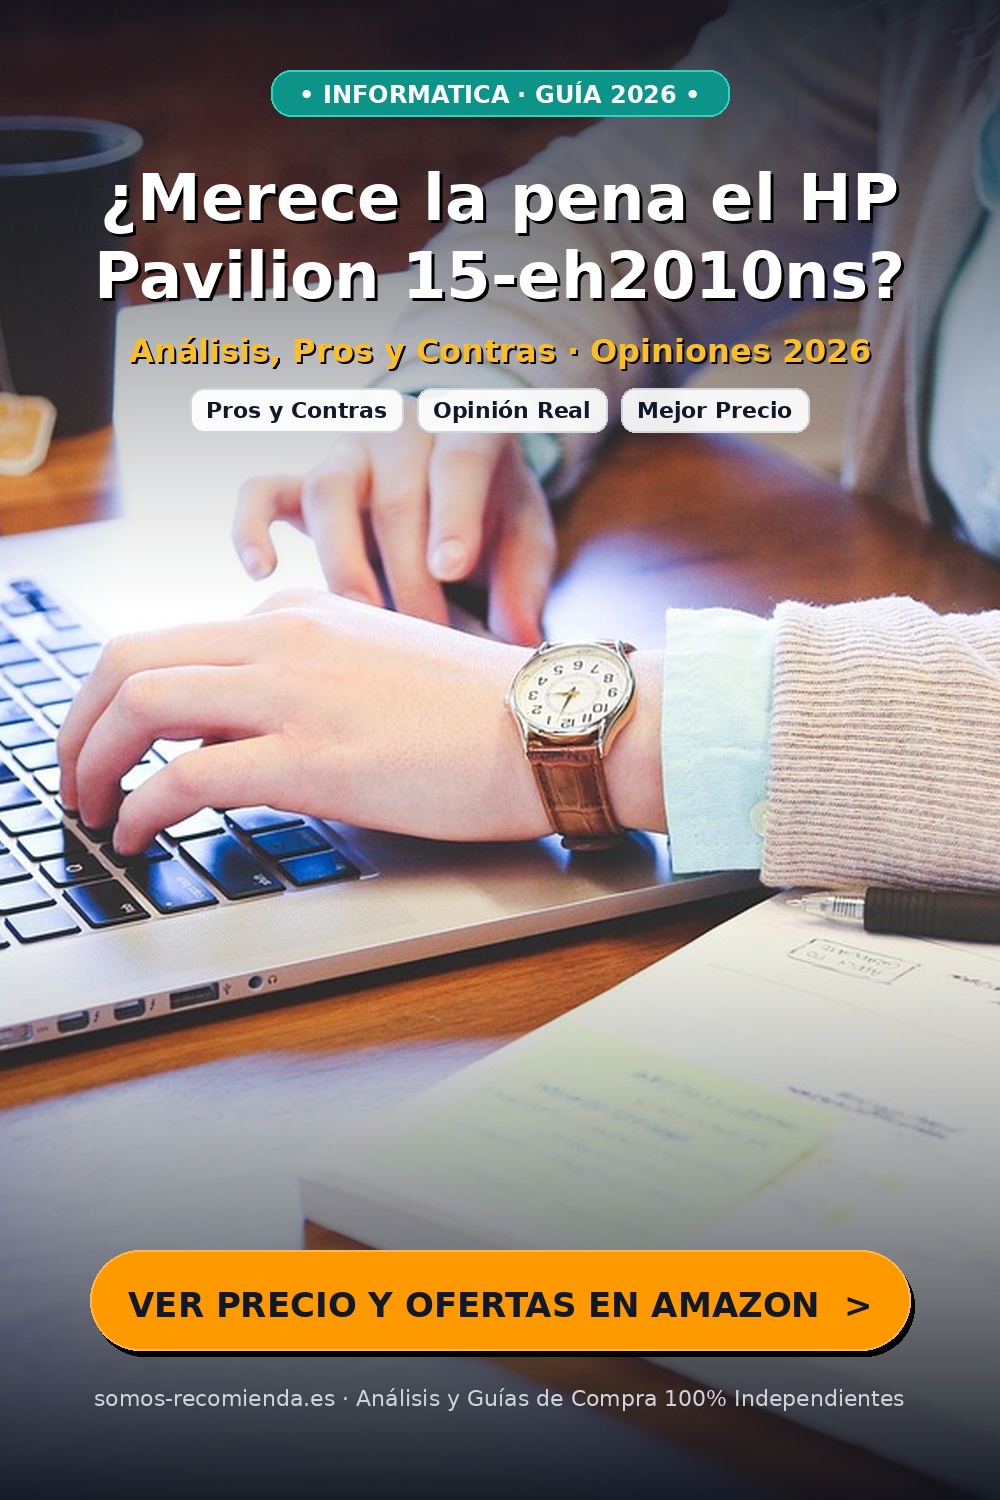 • INFORMATICA · GUÍA 2026 •
¿Merece la pena el HP
Pavilion 15-eh2010ns?
Análisis, Pros y Contras · Opiniones 2026
Pros y Contras Opinión Real Mejor Precio
VER PRECIO Y OFERTAS EN AMAZON >
somos-recomienda.es · Análisis y Guías de Compra 100% Independientes